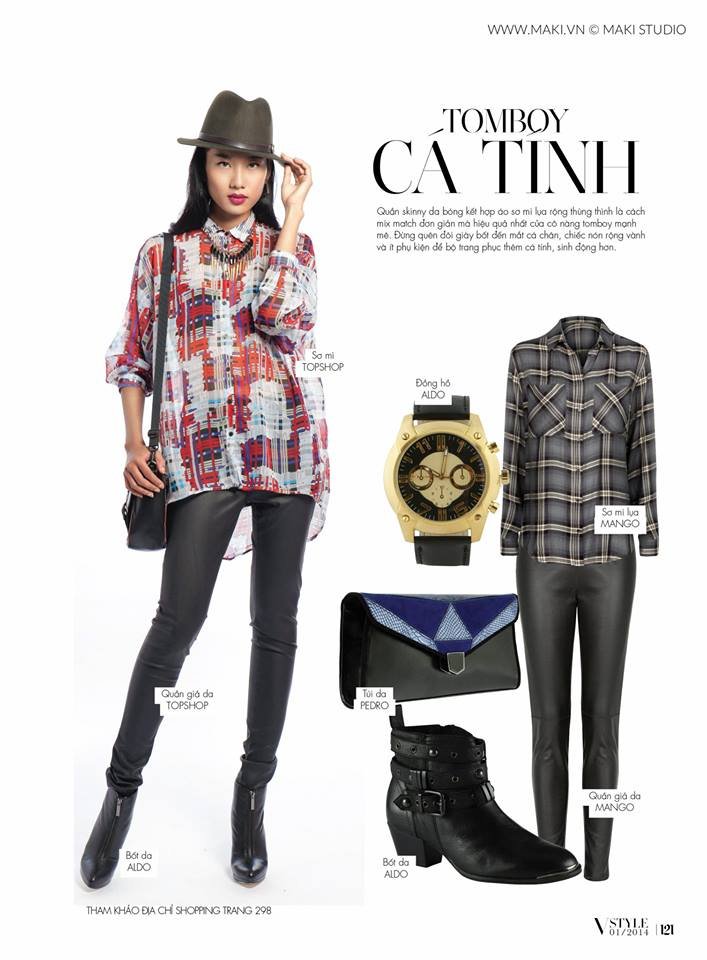 WWW.MAKI.VN © MAKI STUDIO
TOMBOY
CÁ TÍNH
Quần skinny da bóng kết hợp áo sơ mi lụa rộng thùng thình là cách
mix match đơn giản mà hiệu quả nhất của cô nàng tomboy mạnh
mẽ. Đừng quên đôi giày bốt đến mắt cá chân, chiếc nón rộng vành
và ít phụ kiện để bộ trang phục thêm cá tính, sinh động hơn.
Sơ mi
TOPSHOP
Đồng hồ
ALDO
Sơ mi lụa
MANGO
Quần giả da
TOPSHOP
Túi da
PEDRO
Quần giả da
MANGO
Bốt da
ALDO
Bốt da
ALDO
THAM KHẢO ĐỊA CHỈ SHOPPING TRANG 298
VSTYLE
01/2014 | 121